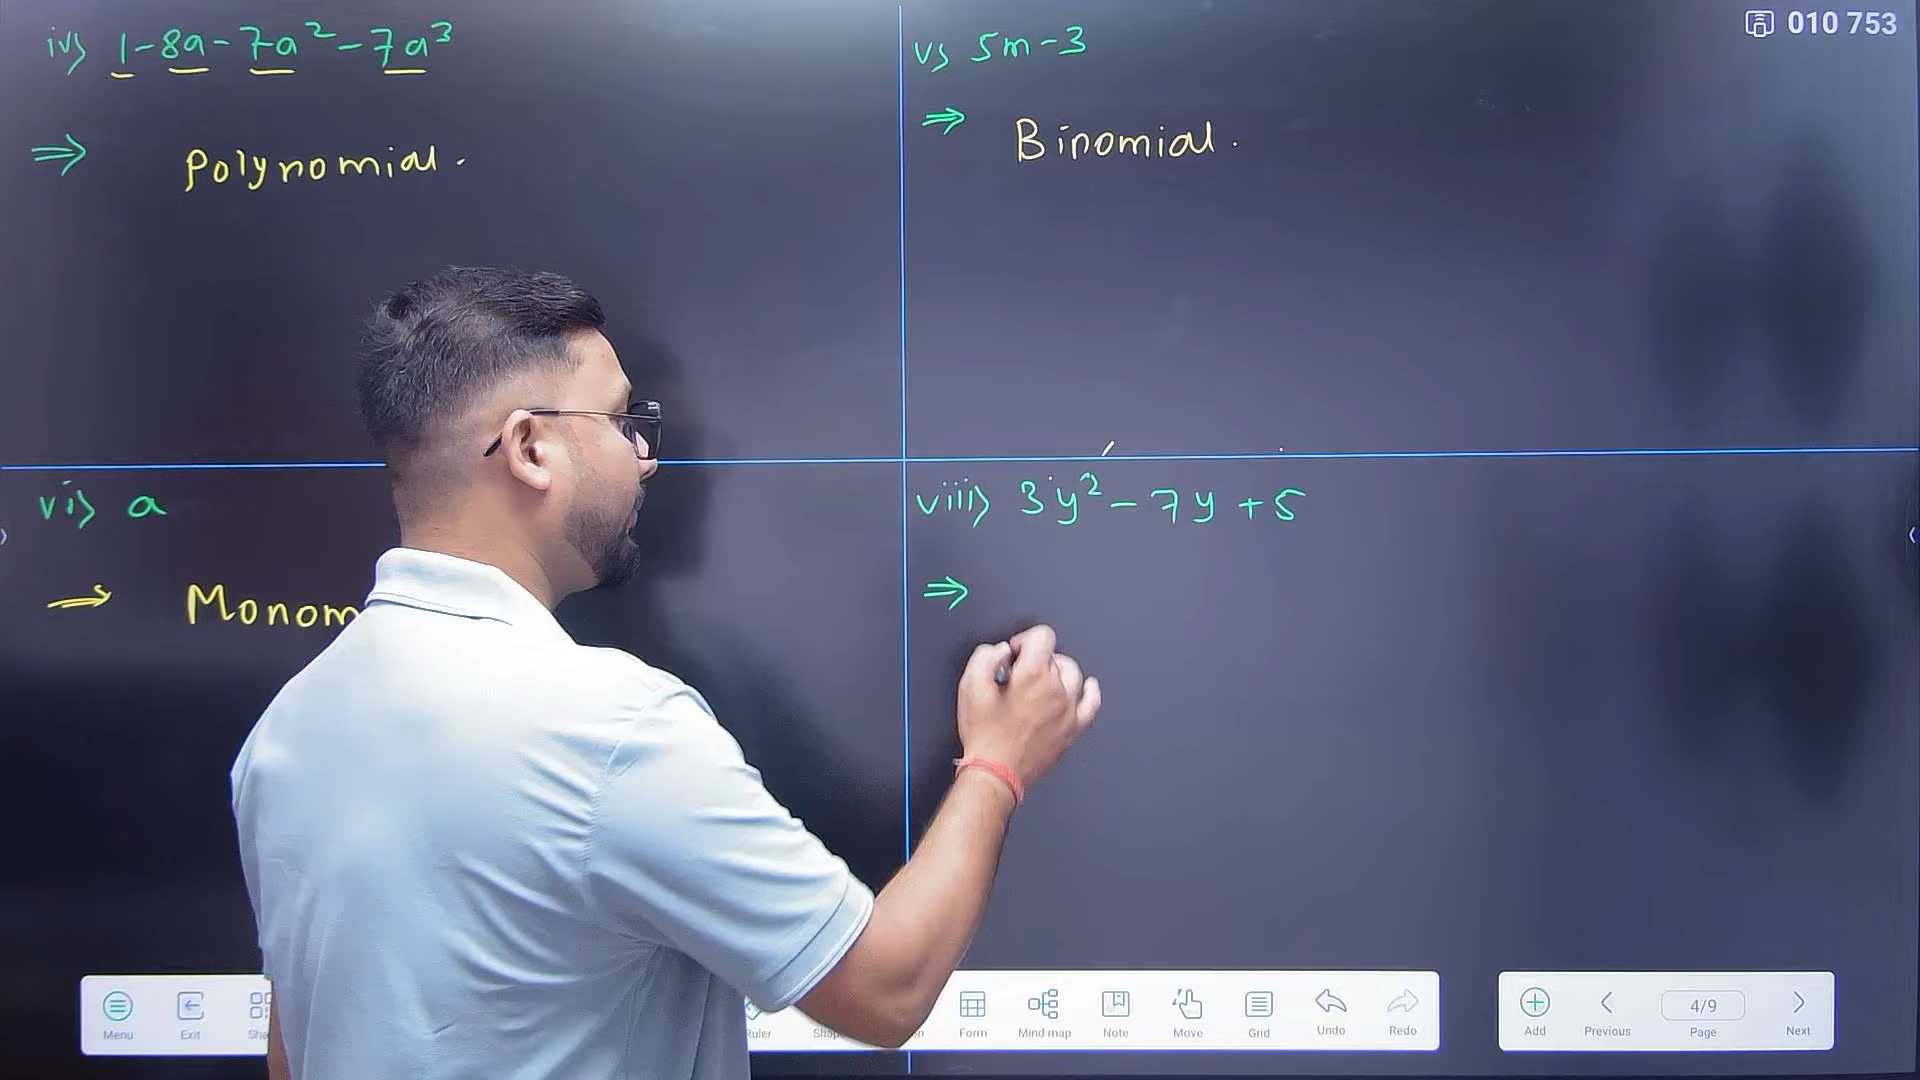 iv) 1-8a-7a²-7a³
⇒ Polynomial.
v) 5m-3
⇒ Binomial.
010 753
vi) a
→ Monom
viii) 3y²-7y+5
⇒
Menu Exit Form Mind map Note Move Grid Undo Redo
Add Previous 4/9 Page Next